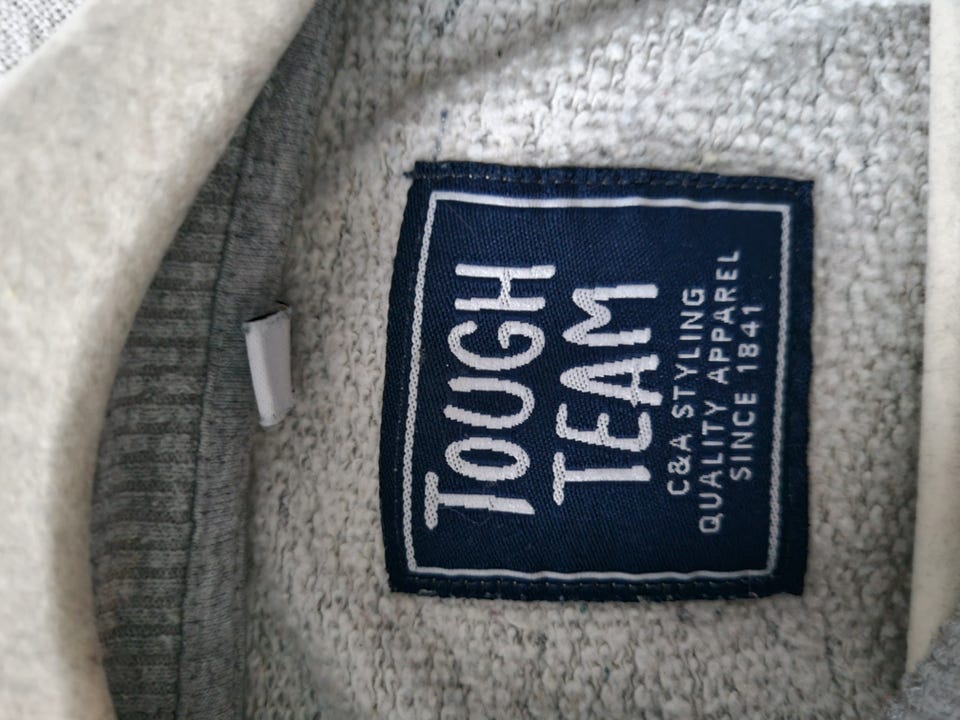 TOUGH
TEAM
C&A STYLING
QUALITY APPAREL
SINCE 1841